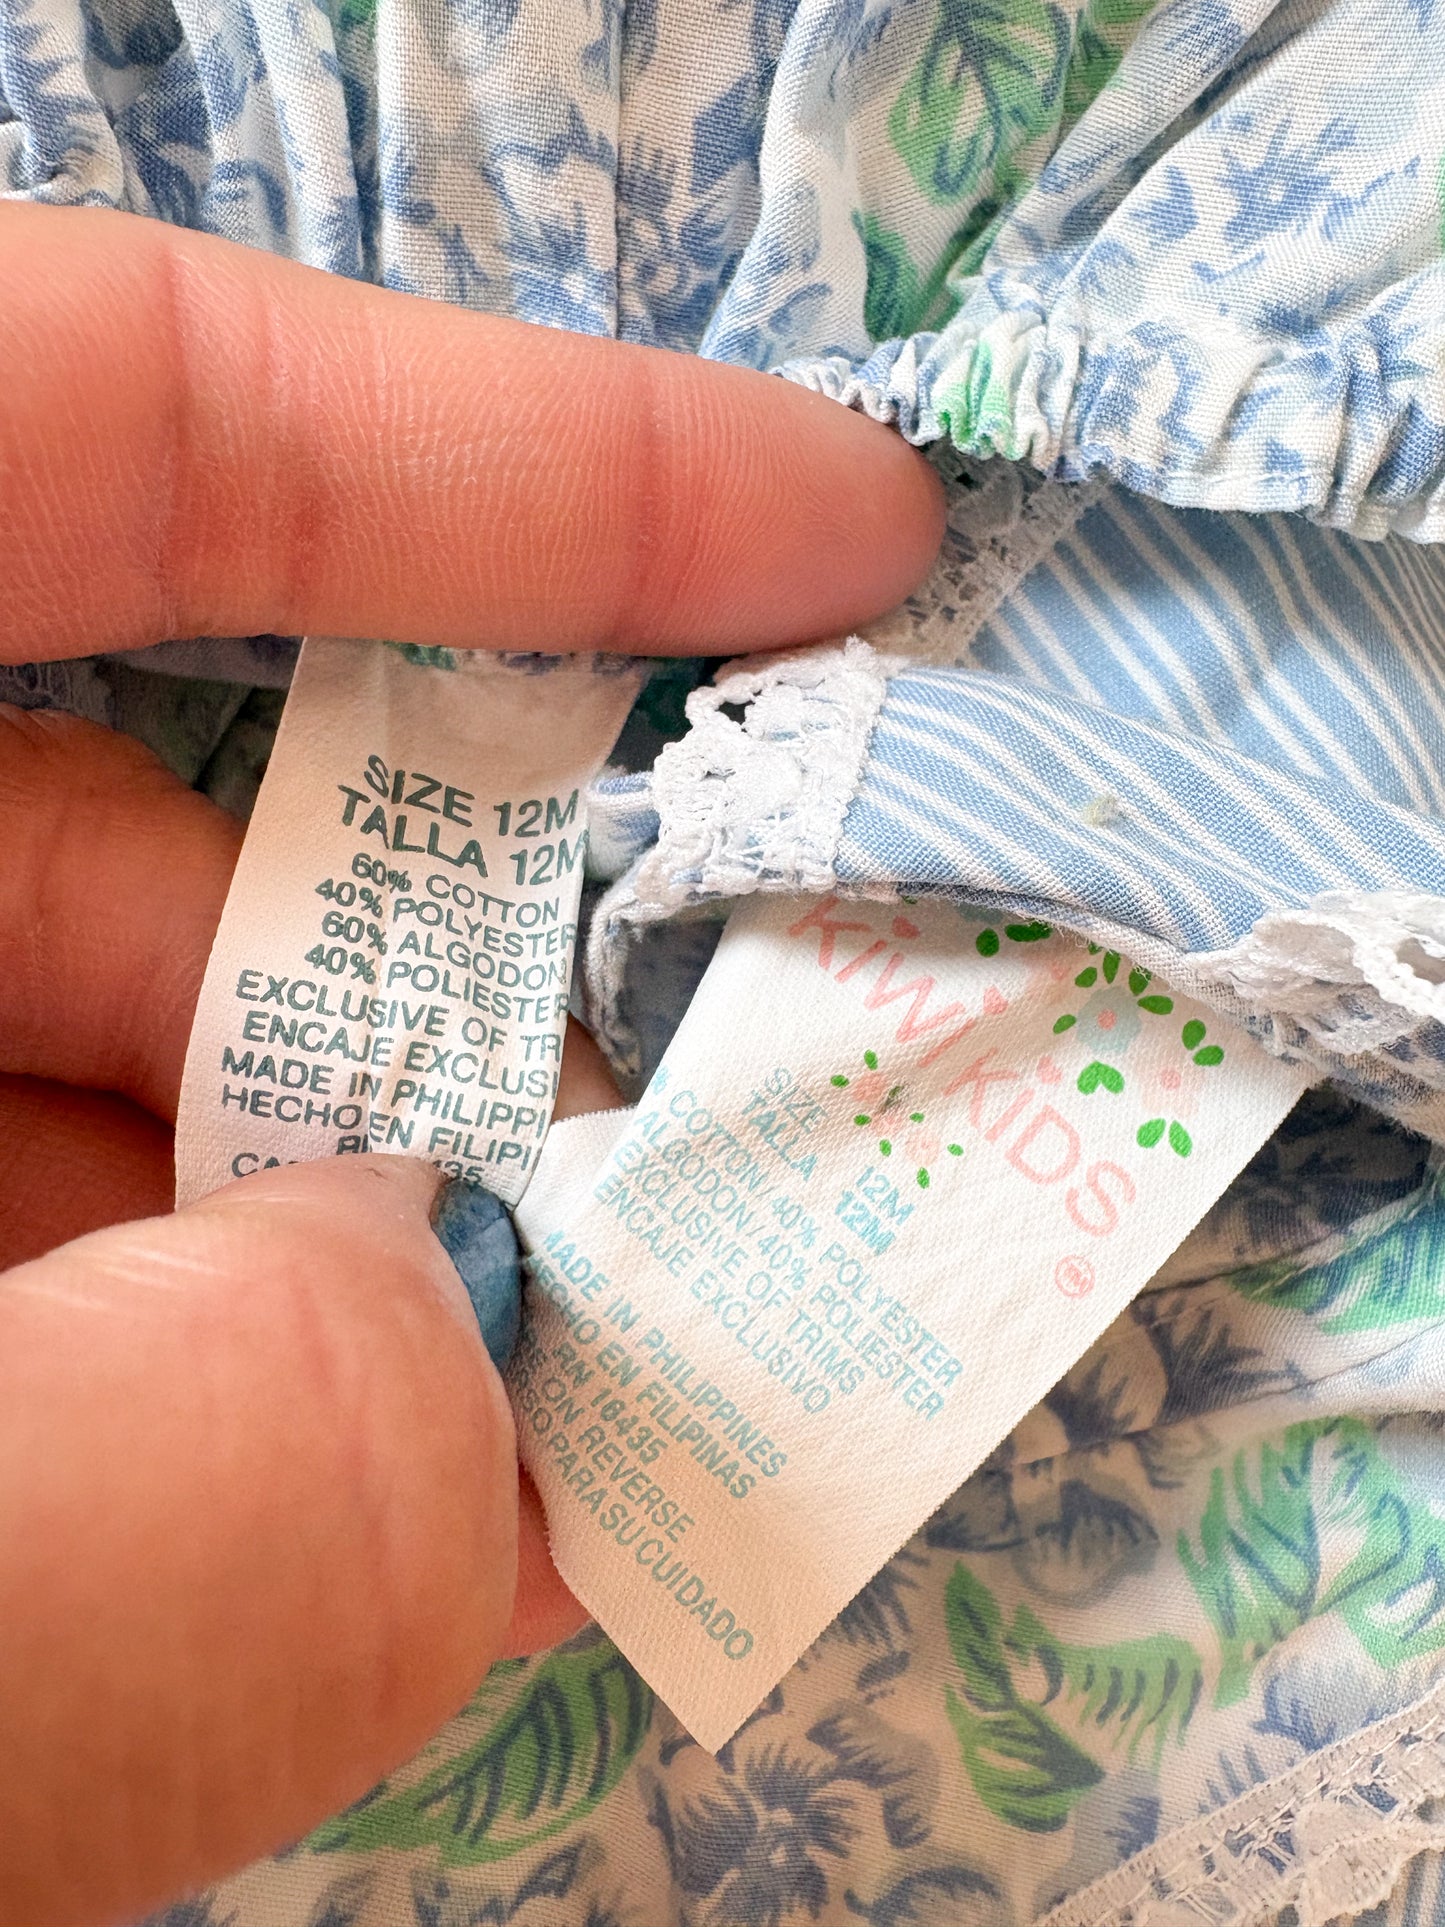 SIZE 12M
TALLA 12M
60% COTTON
40% POLYESTER
60% ALGODON
40% POLIESTER
EXCLUSIVE OF TR
ENCAJE EXCLUSI
MADE IN PHILIPPI
HECHO EN FILIPI
KiWi KiDS
SIZE 12M
TALLA 12M
% COTTON/40% POLYESTER
ALGODON/40% POLIESTER
EXCLUSIVE OF TRIMS
ENCAJE EXCLUSIVO
MADE IN PHILIPPINES
HECHO EN FILIPINAS
RN 16435
ON REVERSE
PARA SU CUIDADO